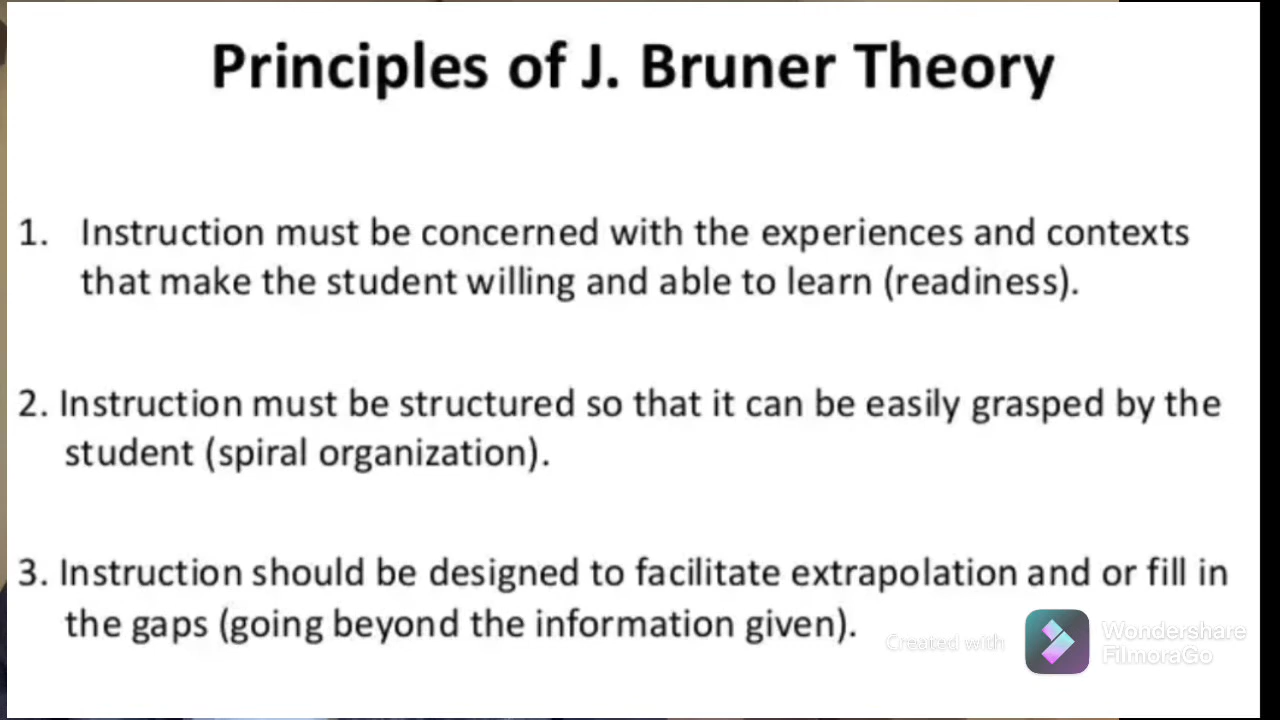 Principles of J. Bruner Theory
1. Instruction must be concerned with the experiences and contexts
that make the student willing and able to learn (readiness).
2. Instruction must be structured so that it can be easily grasped by the
student (spiral organization).
3. Instruction should be designed to facilitate extrapolation and or fill in
the gaps (going beyond the information given).
Created with
Wondershare
FilmoraGo